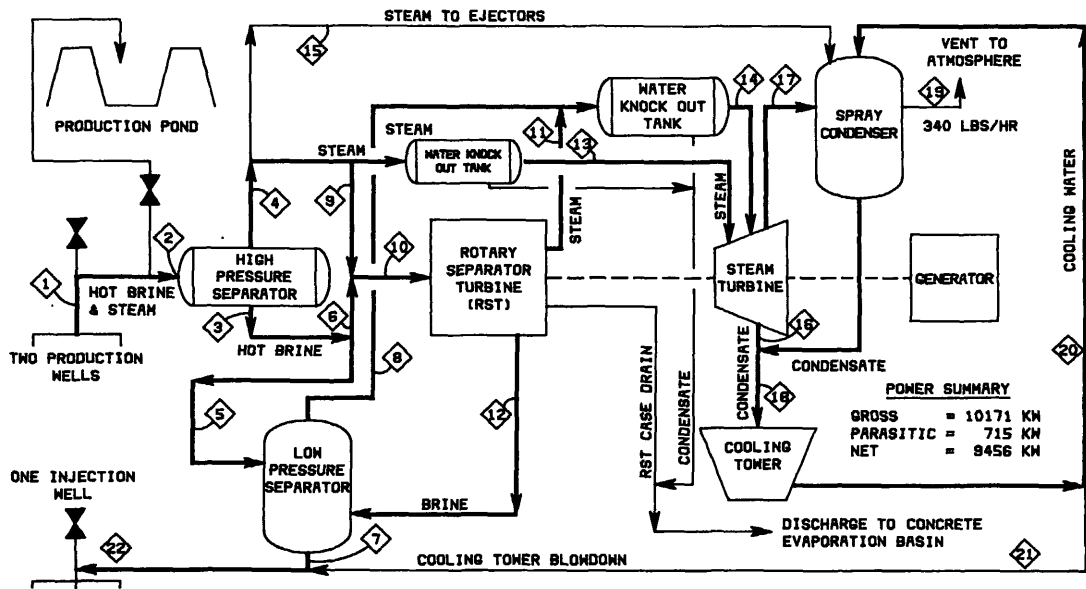 STEAM TO EJECTORS
15
VENT TO
ATMOSPHERE
19
340 LBS/HR
PRODUCTION POND
WATER
KNOCK OUT
TANK
14
17
SPRAY
CONDENSER
11
STEAM
STEAM
WATER KNOCK
OUT TANK
13
4
9
STEAM
STEAM
COOLING WATER
1
2
HOT BRINE
& STEAM
HIGH
PRESSURE
SEPARATOR
10
ROTARY
SEPARATOR
TURBINE
(RST)
STEAM
TURBINE
GENERATOR
3
HOT BRINE
6
8
16
20
TWO PRODUCTION
WELLS
CONDENSATE
5
12
RST CASE DRAIN
CONDENSATE
CONDENSATE
18
POWER SUMMARY
GROSS = 10171 KW
PARASITIC = 715 KW
NET = 9456 KW
LOW
PRESSURE
SEPARATOR
COOLING
TOWER
ONE INJECTION
WELL
BRINE
DISCHARGE TO CONCRETE
EVAPORATION BASIN
22
7
COOLING TOWER BLOWDOWN
21